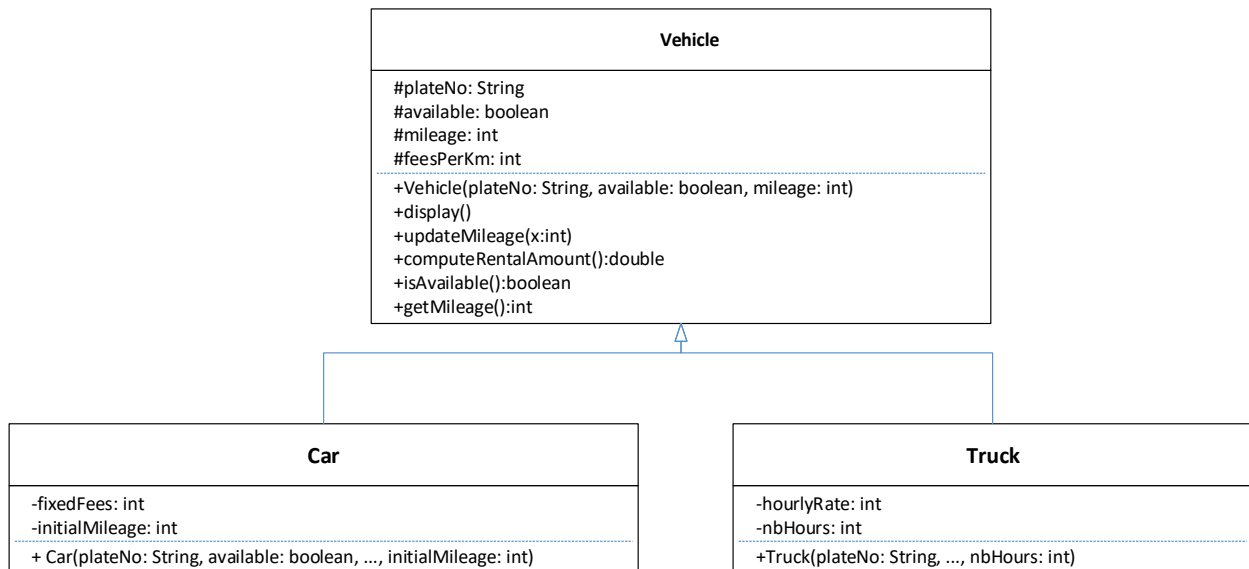 Vehicle
#plateNo: String
#available: boolean
#mileage: int
#feesPerKm: int
+Vehicle(plateNo: String, available: boolean, mileage: int)
+display()
+updateMileage(x:int)
+computeRentalAmount():double
+isAvailable():boolean
+getMileage():int
Car
-fixedFees: int
-initialMileage: int
+ Car(plateNo: String, available: boolean, ..., initialMileage: int)
Truck
-hourlyRate: int
-nbHours: int
+Truck(plateNo: String, ..., nbHours: int)